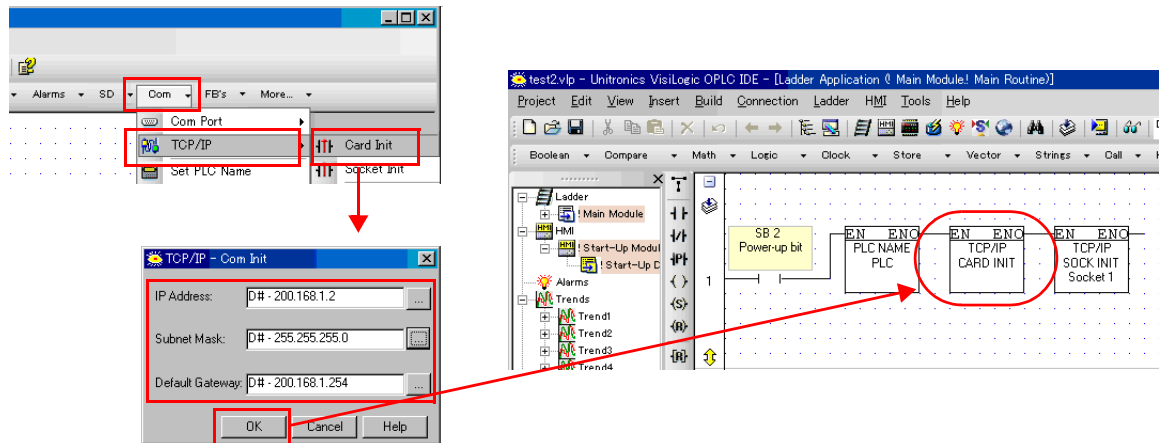 Alarms SD Com FB's More...
Com Port
TCP/IP
Card Init
Set PLC Name
Socket Init
TCP/IP - Com Init
IP Address: D# - 200.168.1.2 ...
Subnet Mask: D# - 255.255.255.0 ...
Default Gateway: D# - 200.168.1.254 ...
OK Cancel Help
test2.vlp - Unitronics VisiLogic OPLC IDE - [Ladder Application (! Main Module! Main Routine)]
Project Edit View Insert Build Connection Ladder HMI Tools Help
Boolean Compare Math Logic Clock Store Vector Strings Call
Ladder
! Main Module
HMI
! Start-Up Modul
! Start-Up
Alarms
Trends
Trend1
Trend2
Trend3
Trend4
1
SB 2
Power-up bit
EN ENO
PLC NAME
PLC
EN ENO
TCP/IP
CARD INIT
EN ENO
TCP/IP
SOCK INIT
Socket 1